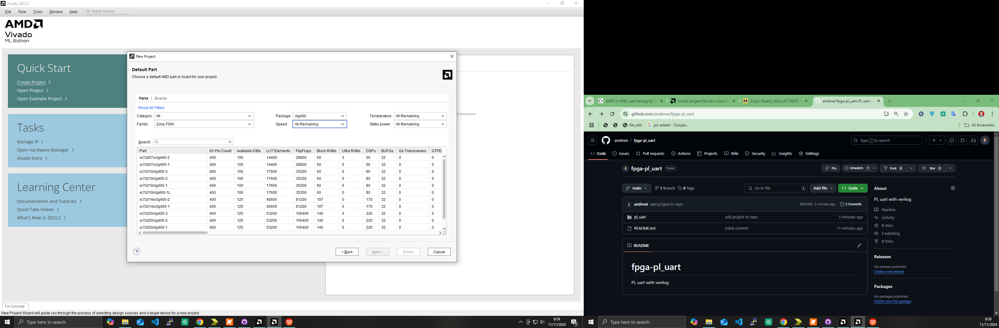 Vivado 2023.2
File Flow Tools Window Help Quick Access
AMD
Vivado
ML Edition
Quick Start
Create Project
Open Project
Open Example Project
Tasks
Manage IP
Open Hardware Manager
Vivado Store
Learning Center
Documentation and Tutorials
Quick Take Videos
What's New in 2023.2
transciever
New Project
Default Part
Choose a default AMD part or board for your project.
Parts | Boards
Reset All Filters
Category: All Package: clg400 Temperature: All Remaining
Family: Zynq-7000 Speed: All Remaining Static power: All Remaining
Search:
Part I/O Pin Count Available IOBs LUT Elements FlipFlops Block RAMs Ultra RAMs DSPs BUFGs Gb Transceivers
xc7z007sclg400-2 400 100 14400 28800 50 0 66 32 0 0
xc7z007sclg400-1 400 100 14400 28800 50 0 66 32 0 0
xc7z010clg400-3 400 100 17600 35200 60 0 80 32 0 0
xc7z010clg400-2 400 100 17600 35200 60 0 80 32 0 0
xc7z010clg400-1 400 100 17600 35200 60 0 80 32 0 0
xc7z010iclg400-1L 400 100 17600 35200 60 0 80 32 0 0
xc7z014sclg400-2 400 125 40600 81200 107 0 170 32 0 0
xc7z014sclg400-1 400 125 40600 81200 107 0 170 32 0 0
xc7z020clg400-3 400 125 53200 106400 140 0 220 32 0 0
xc7z020clg400-2 400 125 53200 106400 140 0 220 32 0 0
xc7z020clg400-1 400 125 53200 106400 140 0 220 32 0 0
? < Back Next > Finish Cancel
Tcl Console
New Project Wizard will guide you through the process of selecting design sources and a target device for a new project.
Type here to search
8:59
11/11/2024
5
UART in VHDL and Verilog for vivado project files for z-turn b Z-turn Board | Xilinx XC7Z010, andimei/fpga-pl_uart: PL uart w
github.com/andimei/fpga-pl_uart
file_edit pin adalah - Google... All Bookmarks
andimei / fpga-pl_uart Type / to search
Code Issues Pull requests Actions Projects Wiki Security Insights Settings
fpga-pl_uart Public Pin Unwatch 1 Fork 0 Star 0
main 1 Branch 0 Tags Go to file t Add file Code
andimei add project to repo 8833480 · 5 minutes ago 2 Commits
pl_uart add project to repo 5 minutes ago
README.md Initial commit 11 minutes ago
README
fpga-pl_uart
PL uart with verilog
About
PL uart with verilog
Readme
Activity
0 stars
1 watching
0 forks
Releases
No releases published
Create a new release
Packages
No packages published
Publish your first package
Type here to search
8:59
11/11/2024